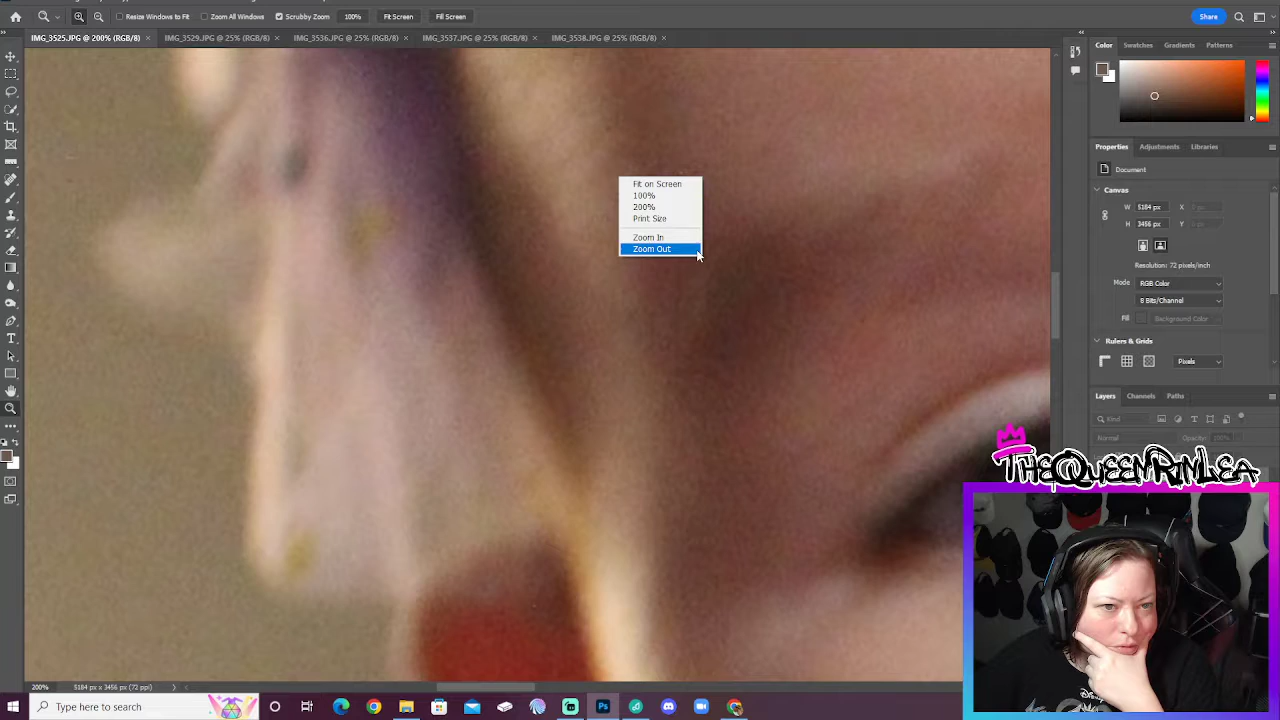 Resize Windows to Fit Zoom All Windows Scrubby Zoom 100% Fit Screen Fill Screen Share
IMG_3525.JPG @ 200% (RGB/8) × IMG_3529.JPG @ 25% (RGB/8) × IMG_3536.JPG @ 25% (RGB/8) × IMG_3537.JPG @ 25% (RGB/8) × IMG_3538.JPG @ 25% (RGB/8) ×
Color Swatches Gradients Patterns
Properties Adjustments Libraries
Document
Canvas
W 5184 px X
H 3456 px Y
Resolution: 72 pixels/inch
Mode RGB Color
8 Bits/Channel
Fill Background Color
Rulers & Grids
Pixels
Layers Channels Paths
Kind
Normal Opacity: 100%
Fit on Screen
100%
200%
Print Size
Zoom In
Zoom Out
THEQUEENRINLEA
200% 5184 px x 3456 px (72 ppi)
Type here to search